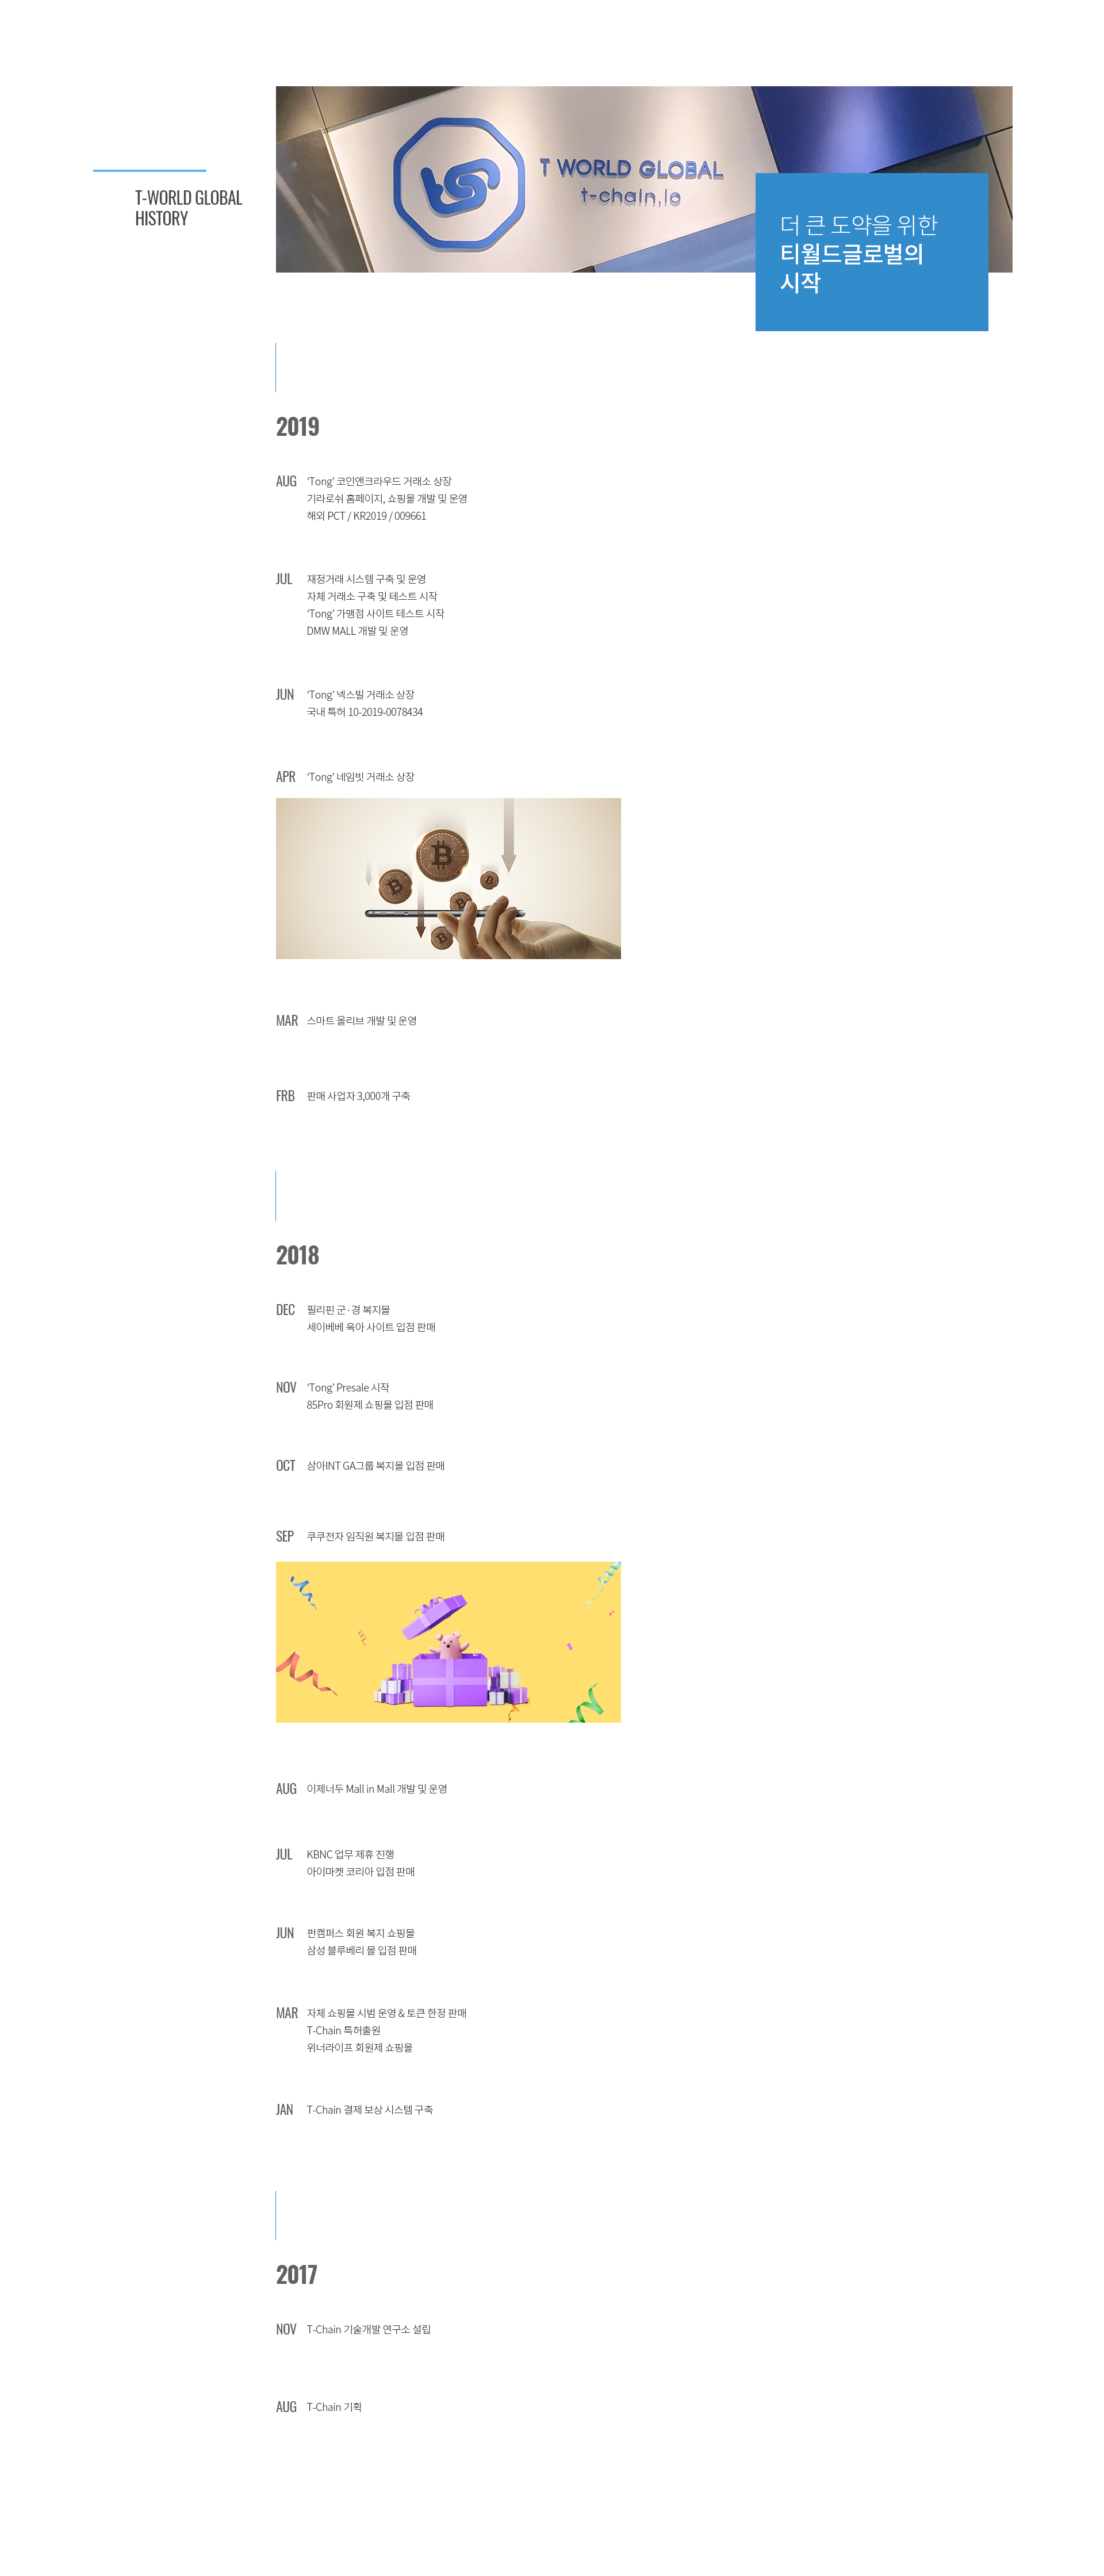 T-WORLD GLOBAL
HISTORY
T WORLD GLOBAL
t-chain.io
더 큰 도약을 위한
티월드글로벌의
시작
2019
AUG ‘Tong’ 코인앤크라우드 거래소 상장
기라로쉬 홈페이지, 쇼핑몰 개발 및 운영
해외 PCT / KR2019 / 009661
JUL 재정거래 시스템 구축 및 운영
자체 거래소 구축 및 테스트 시작
‘Tong’ 가맹점 사이트 테스트 시작
DMW MALL 개발 및 운영
JUN ‘Tong’ 넥스빌 거래소 상장
국내 특허 10-2019-0078434
APR ‘Tong’ 네임빗 거래소 상장
MAR 스마트 올리브 개발 및 운영
FRB 판매 사업자 3,000개 구축
2018
DEC 필리핀 군·경 복지몰
세이베베 육아 사이트 입점 판매
NOV ‘Tong’ Presale 시작
85Pro 회원제 쇼핑몰 입점 판매
OCT 삼아INT GA그룹 복지몰 입점 판매
SEP 쿠쿠전자 임직원 복지몰 입점 판매
AUG 이제너두 Mall in Mall 개발 및 운영
JUL KBNC 업무 제휴 진행
아이마켓 코리아 입점 판매
JUN 펀캠퍼스 회원 복지 쇼핑몰
삼성 블루베리 몰 입점 판매
MAR 자체 쇼핑몰 시범 운영 & 토큰 한정 판매
T-Chain 특허출원
위너라이프 회원제 쇼핑몰
JAN T-Chain 결제 보상 시스템 구축
2017
NOV T-Chain 기술개발 연구소 설립
AUG T-Chain 기획